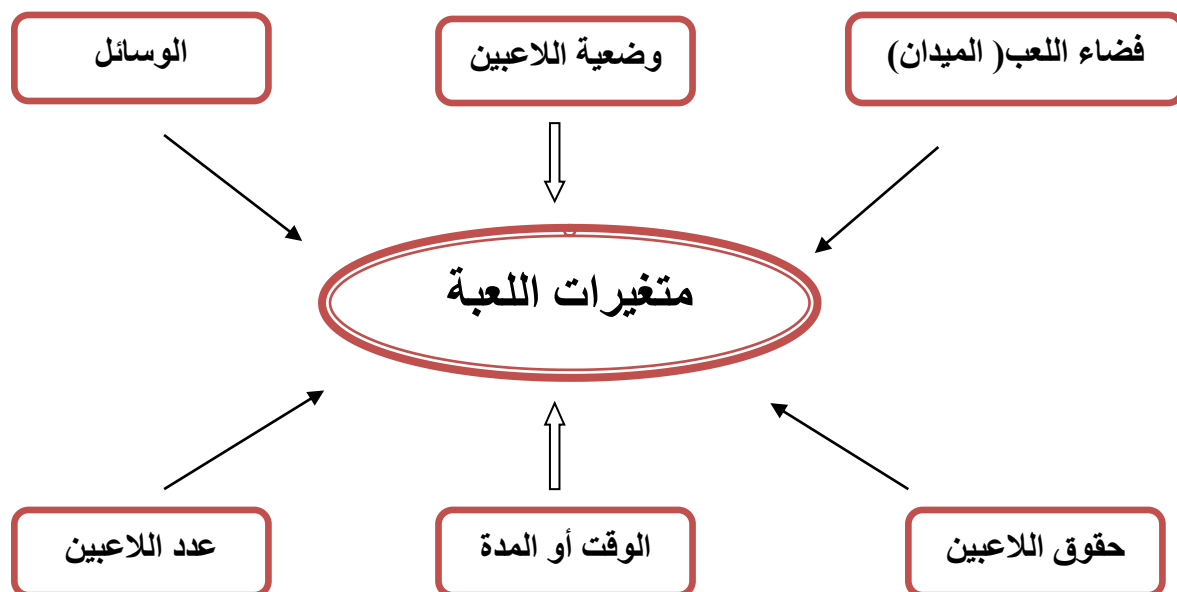 فضاء اللعب( الميدان)
وضعية اللاعبين
الوسائل
متغيرات اللعبة
حقوق اللاعبين
الوقت أو المدة
عدد اللاعبين